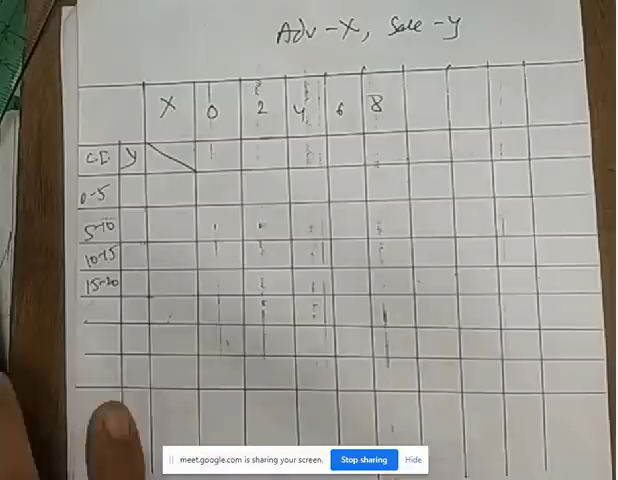 Adv-X, Sale-y
X 0 2 4 6 8
C.I. y
0-5
5-10
10-15
15-20
meet.google.com is sharing your screen. Stop sharing Hide